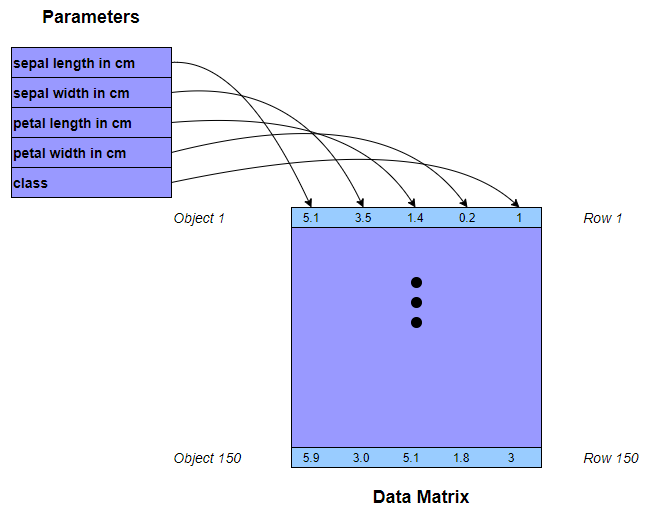 Parameters
sepal length in cm
sepal width in cm
petal length in cm
petal width in cm
class
Object 1 5.1 3.5 1.4 0.2 1 Row 1
Object 150 5.9 3.0 5.1 1.8 3 Row 150
Data Matrix